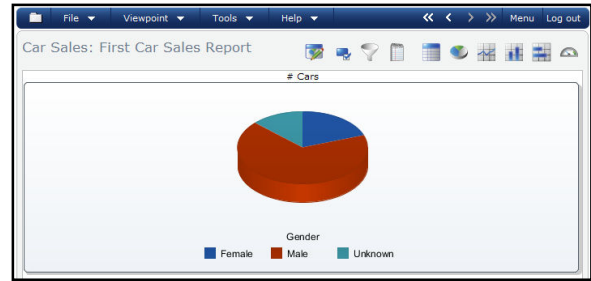 File Viewpoint Tools Help Menu Log out
Car Sales: First Car Sales Report
# Cars
Gender
Female Male Unknown